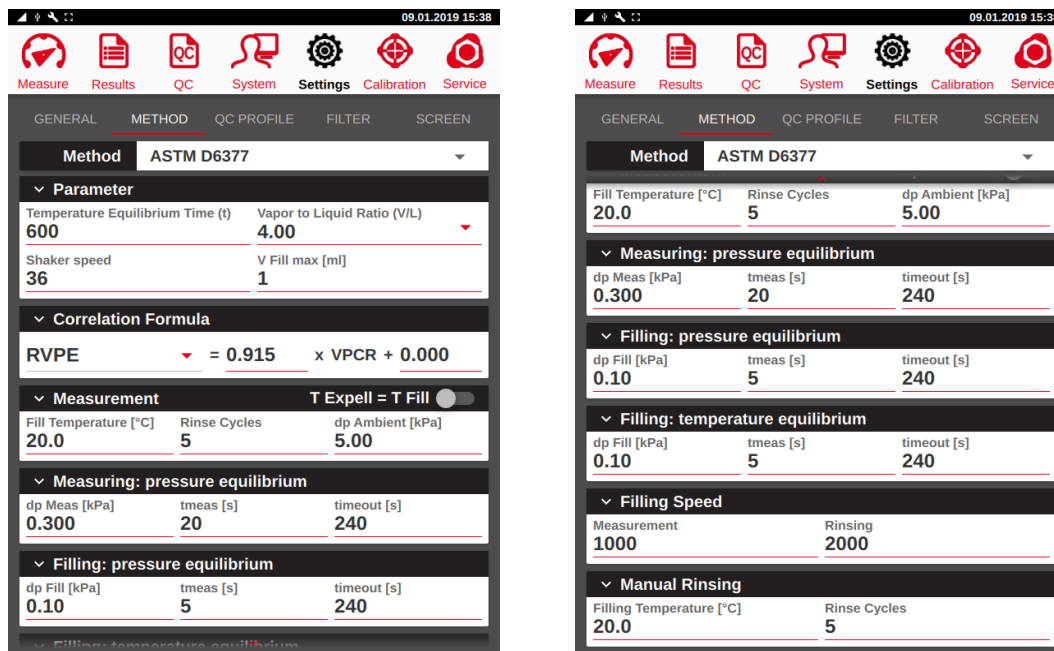 09.01.2019 15:38
Measure Results QC System Settings Calibration Service
GENERAL METHOD QC PROFILE FILTER SCREEN
Method ASTM D6377
Parameter
Temperature Equilibrium Time (t) Vapor to Liquid Ratio (V/L)
600 4.00
Shaker speed V Fill max [ml]
36 1
Correlation Formula
RVPE = 0.915 x VPCR + 0.000
Measurement T Expell = T Fill
Fill Temperature [°C] Rinse Cycles dp Ambient [kPa]
20.0 5 5.00
Measuring: pressure equilibrium
dp Meas [kPa] tmeas [s] timeout [s]
0.300 20 240
Filling: pressure equilibrium
dp Fill [kPa] tmeas [s] timeout [s]
0.10 5 240
Filling: temperature equilibrium
09.01.2019 15:38
Measure Results QC System Settings Calibration Service
GENERAL METHOD QC PROFILE FILTER SCREEN
Method ASTM D6377
Fill Temperature [°C] Rinse Cycles dp Ambient [kPa]
20.0 5 5.00
Measuring: pressure equilibrium
dp Meas [kPa] tmeas [s] timeout [s]
0.300 20 240
Filling: pressure equilibrium
dp Fill [kPa] tmeas [s] timeout [s]
0.10 5 240
Filling: temperature equilibrium
dp Fill [kPa] tmeas [s] timeout [s]
0.10 5 240
Filling Speed
Measurement Rinsing
1000 2000
Manual Rinsing
Filling Temperature [°C] Rinse Cycles
20.0 5